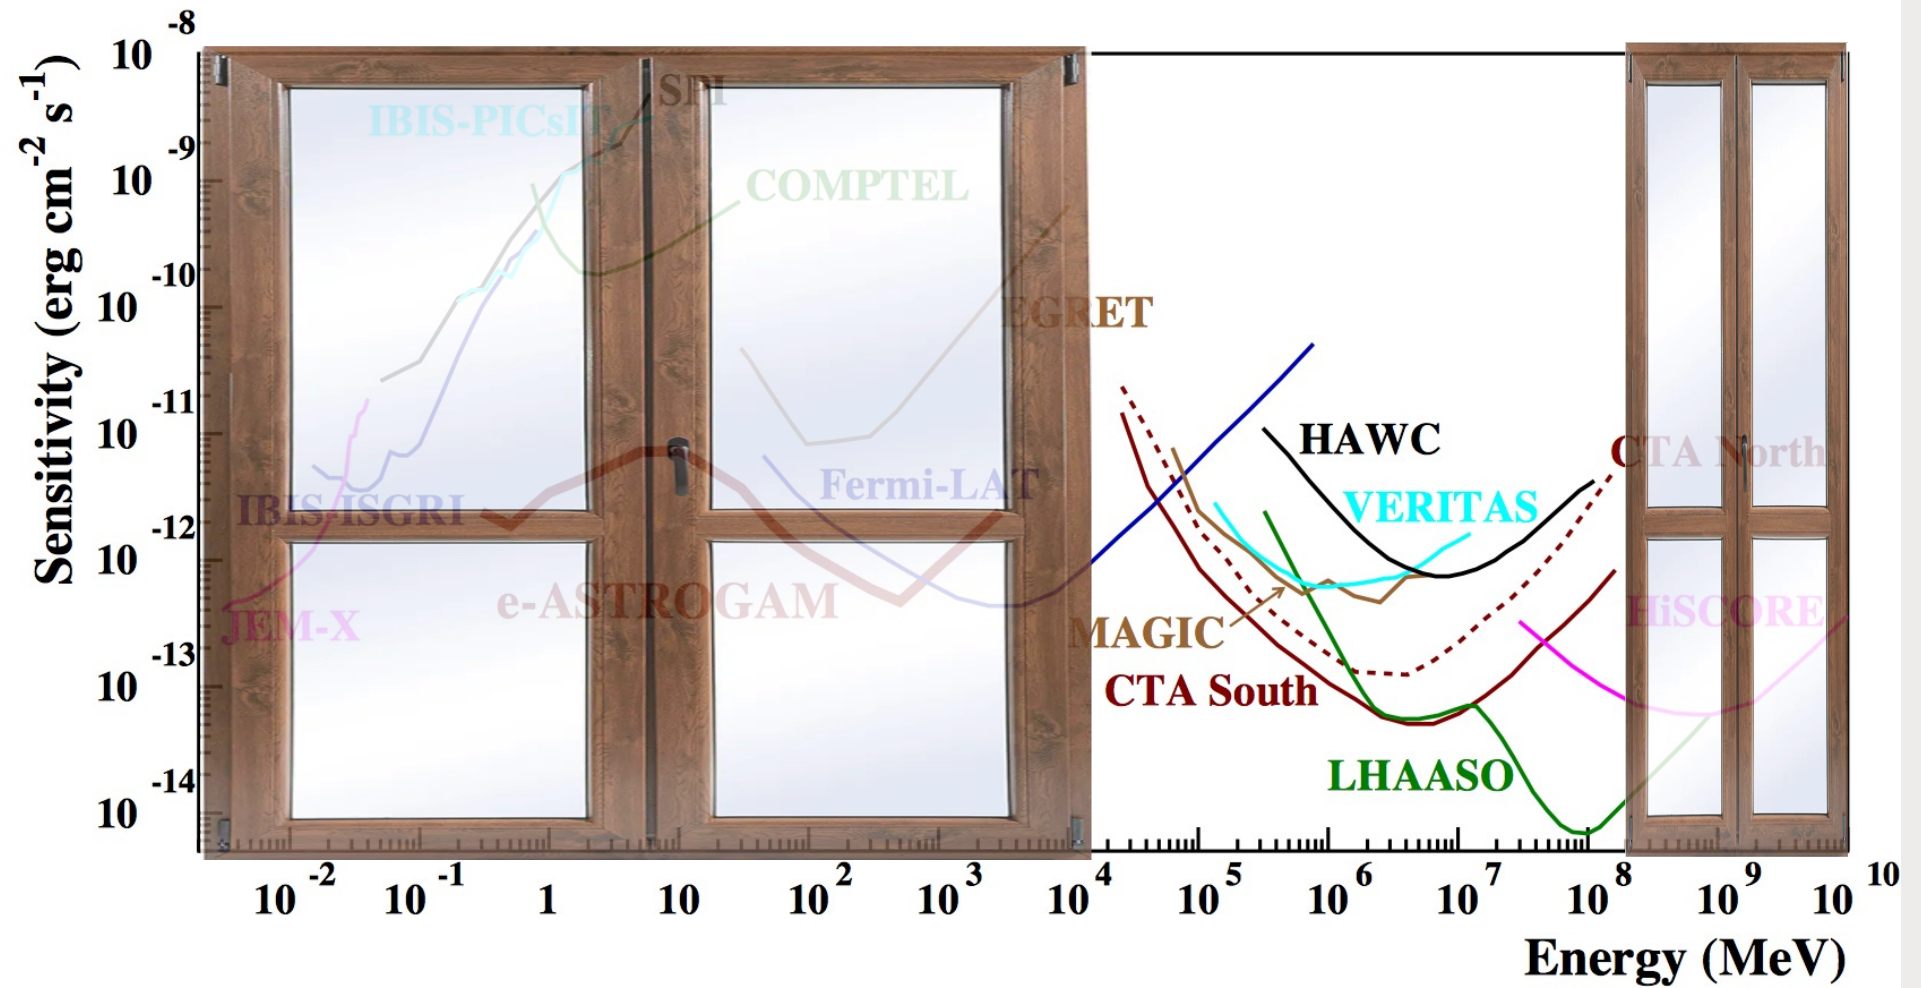 Sensitivity (erg cm⁻² s⁻¹)
10⁻⁸
10⁻⁹
10⁻¹⁰
10⁻¹¹
10⁻¹²
10⁻¹³
10⁻¹⁴
SPI
IBIS-PICsIT
COMPTEL
EGRET
HAWC
CTA North
Fermi-LAT
VERITAS
IBIS-ISGRI
e-ASTROGAM
HiSCORE
JEM-X
MAGIC
CTA South
LHAASO
10⁻² 10⁻¹ 1 10 10² 10³ 10⁴ 10⁵ 10⁶ 10⁷ 10⁸ 10⁹ 10¹⁰
Energy (MeV)